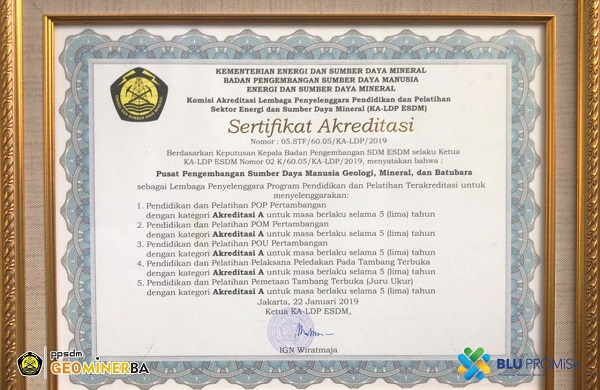 KEMENTERIAN ENERGI DAN SUMBER DAYA MINERAL
BADAN PENGEMBANGAN SUMBER DAYA MANUSIA
ENERGI DAN SUMBER DAYA MINERAL
Komisi Akreditasi Lembaga Penyelenggara Pendidikan dan Pelatihan
Sektor Energi dan Sumber Daya Mineral (KA-LDP ESDM)
Sertifikat Akreditasi
Nomor : 05.STF/60.05/KA-LDP/2019
Berdasarkan Keputusan Kepala Badan Pengembangan SDM ESDM selaku Ketua
KA-LDP ESDM Nomor 02 K/60.05/KA-LDP/2019, menyatakan bahwa :
Pusat Pengembangan Sumber Daya Manusia Geologi, Mineral, dan Batubara
sebagai Lembaga Penyelenggara Program Pendidikan dan Pelatihan Terakreditasi untuk
menyelenggarakan:
1. Pendidikan dan Pelatihan POP Pertambangan
dengan kategori Akreditasi A untuk masa berlaku selama 5 (lima) tahun
2. Pendidikan dan Pelatihan POM Pertambangan
dengan kategori Akreditasi A untuk masa berlaku selama 5 (lima) tahun
3. Pendidikan dan Pelatihan POU Pertambangan
dengan kategori Akreditasi A untuk masa berlaku selama 5 (lima) tahun
4. Pendidikan dan Pelatihan Pelaksana Peledakan Pada Tambang Terbuka
dengan kategori Akreditasi A untuk masa berlaku selama 5 (lima) tahun
5. Pendidikan dan Pelatihan Pemetaan Tambang Terbuka (Juru Ukur)
dengan kategori Akreditasi A untuk masa berlaku selama 5 (lima) tahun
Jakarta, 22 Januari 2019
Ketua KA-LDP ESDM,
IGN Wiratmaja
ppsdm
GEOMINERBA
BLU PROMiSe